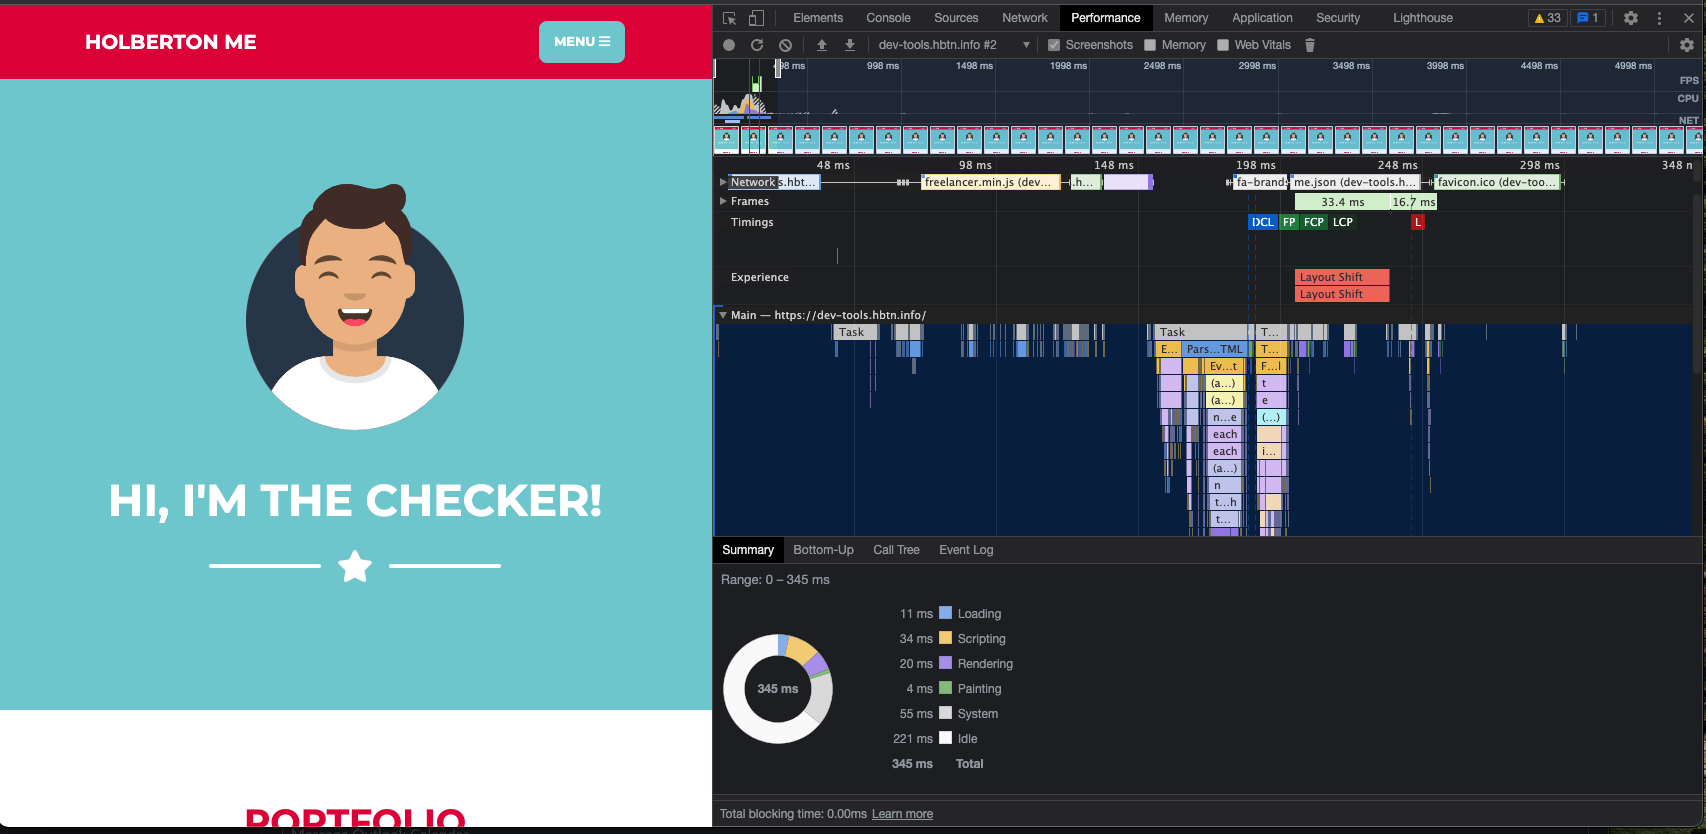 HOLBERTON ME
MENU
HI, I'M THE CHECKER!
PORTFOLIO
Elements Console Sources Network Performance Memory Application Security Lighthouse 33 1
dev-tools.hbtn.info #2 Screenshots Memory Web Vitals
98 ms 998 ms 1498 ms 1998 ms 2498 ms 2998 ms 3498 ms 3998 ms 4498 ms 4998 ms
FPS
CPU
NET
48 ms 98 ms 148 ms 198 ms 248 ms 298 ms 348 m
Network s.hbt... freelancer.min.js (dev... .h... fa-brand me.json (dev-tools.h... favicon.ico (dev-too...
Frames 33.4 ms 16.7 ms
Timings DCL FP FCP LCP L
Experience Layout Shift
Layout Shift
Main — https://dev-tools.hbtn.info/
Task Task T...
E... Pars...TML T...
Ev...t F...l
(a...) t
(a...) e
n...e (...)
each
each i...
(a...)
n
t...h
t...
Summary Bottom-Up Call Tree Event Log
Range: 0 – 345 ms
345 ms
11 ms Loading
34 ms Scripting
20 ms Rendering
4 ms Painting
55 ms System
221 ms Idle
345 ms Total
Total blocking time: 0.00ms Learn more